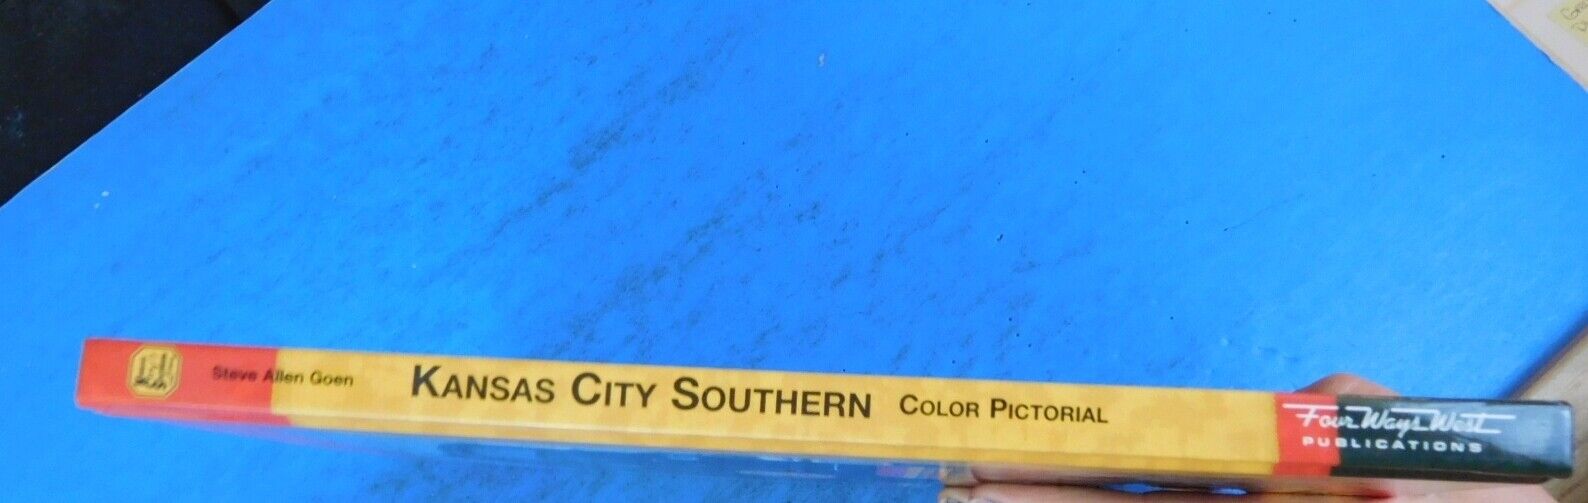 Steve Allen Goen KANSAS CITY SOUTHERN COLOR PICTORIAL
Four Ways West
PUBLICATIONS